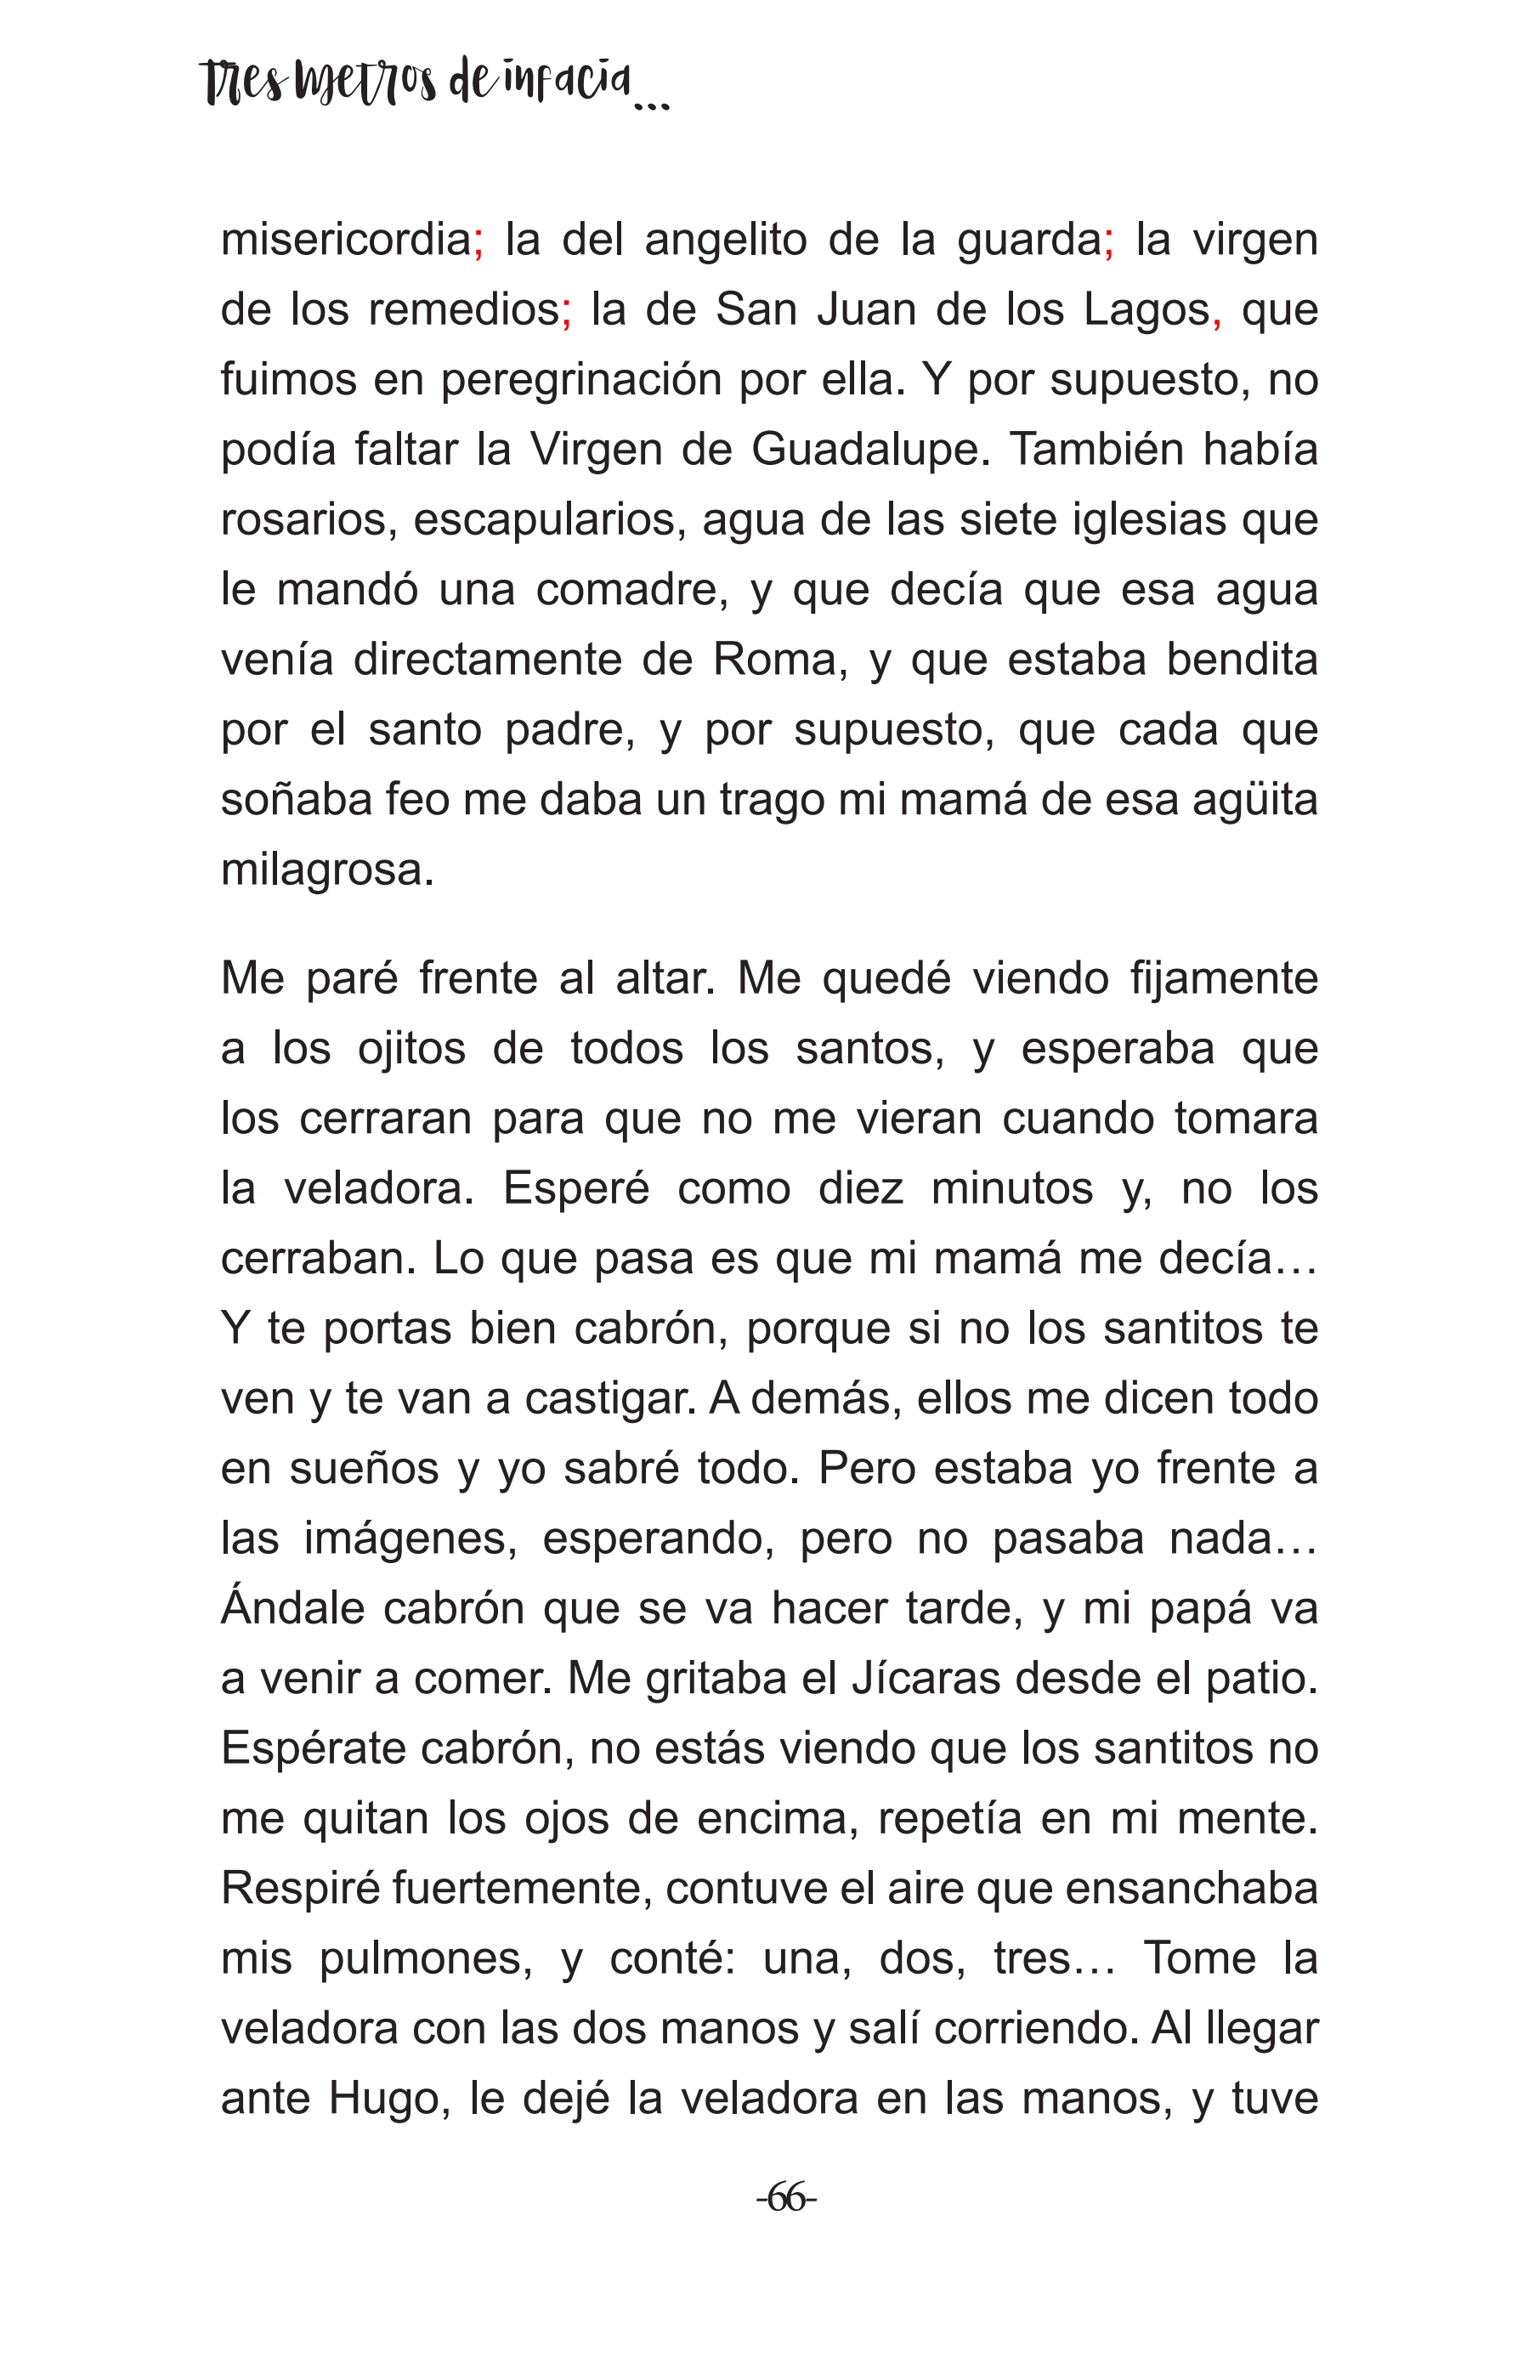 Tres metros de infacia...
misericordia; la del angelito de la guarda; la virgen
de los remedios; la de San Juan de los Lagos, que
fuimos en peregrinación por ella. Y por supuesto, no
podía faltar la Virgen de Guadalupe. También había
rosarios, escapularios, agua de las siete iglesias que
le mandó una comadre, y que decía que esa agua
venía directamente de Roma, y que estaba bendita
por el santo padre, y por supuesto, que cada que
soñaba feo me daba un trago mi mamá de esa agüita
milagrosa.
Me paré frente al altar. Me quedé viendo fijamente
a los ojitos de todos los santos, y esperaba que
los cerraran para que no me vieran cuando tomara
la veladora. Esperé como diez minutos y, no los
cerraban. Lo que pasa es que mi mamá me decía…
Y te portas bien cabrón, porque si no los santitos te
ven y te van a castigar. A demás, ellos me dicen todo
en sueños y yo sabré todo. Pero estaba yo frente a
las imágenes, esperando, pero no pasaba nada…
Ándale cabrón que se va hacer tarde, y mi papá va
a venir a comer. Me gritaba el Jícaras desde el patio.
Espérate cabrón, no estás viendo que los santitos no
me quitan los ojos de encima, repetía en mi mente.
Respiré fuertemente, contuve el aire que ensanchaba
mis pulmones, y conté: una, dos, tres… Tome la
veladora con las dos manos y salí corriendo. Al llegar
ante Hugo, le dejé la veladora en las manos, y tuve
-66-